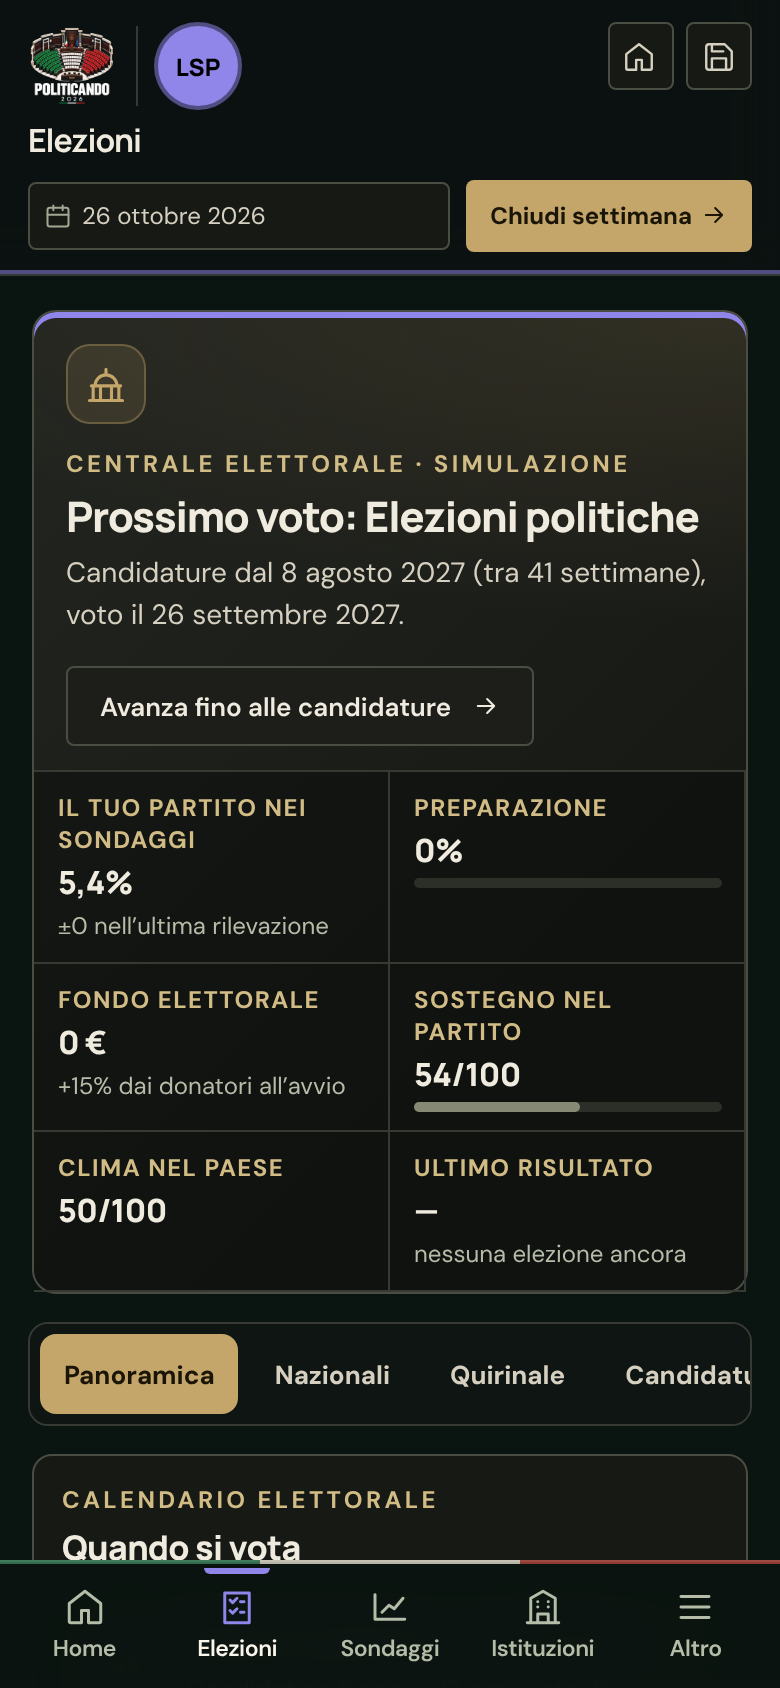 POLITICANDO
2026
LSP
Elezioni
26 ottobre 2026
Chiudi settimana →
CENTRALE ELETTORALE · SIMULAZIONE
Prossimo voto: Elezioni politiche
Candidature dal 8 agosto 2027 (tra 41 settimane),
voto il 26 settembre 2027.
Avanza fino alle candidature →
IL TUO PARTITO NEI
SONDAGGI
5,4%
±0 nell’ultima rilevazione
PREPARAZIONE
0%
FONDO ELETTORALE
0 €
+15% dai donatori all’avvio
SOSTEGNO NEL
PARTITO
54/100
CLIMA NEL PAESE
50/100
ULTIMO RISULTATO
—
nessuna elezione ancora
Panoramica
Nazionali
Quirinale
Candidatu
CALENDARIO ELETTORALE
Quando si vota
Home
Elezioni
Sondaggi
Istituzioni
Altro